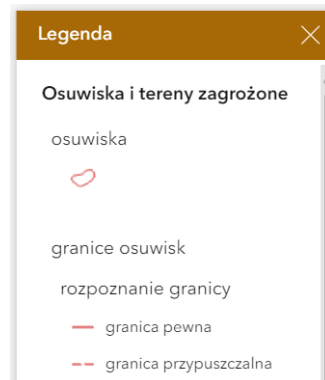 Legenda
Osuwiska i tereny zagrożone
osuwiska
granice osuwisk
rozpoznanie granicy
granica pewna
granica przypuszczalna